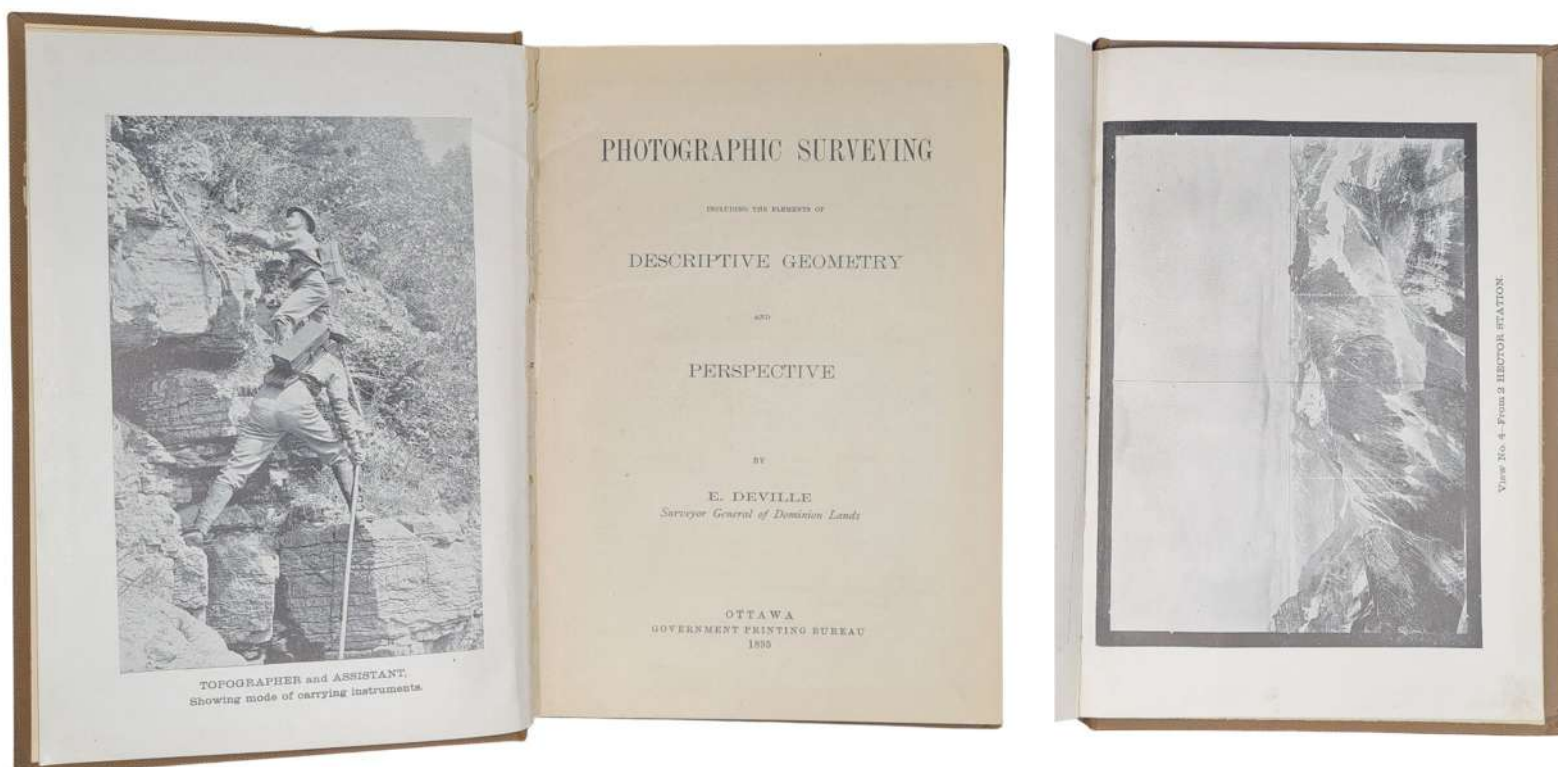 TOPOGRAPHER and ASSISTANT,
Showing mode of carrying instruments.
PHOTOGRAPHIC SURVEYING
INCLUDING THE ELEMENTS OF
DESCRIPTIVE GEOMETRY
AND
PERSPECTIVE
BY
E. DEVILLE
Surveyor General of Dominion Lands
OTTAWA
GOVERNMENT PRINTING BUREAU
1895
View No. 4—From 2 HECTOR STATION.